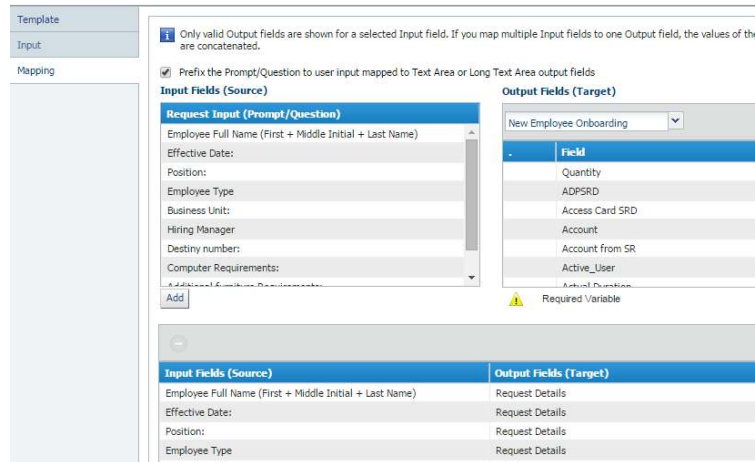 Template
Input
Mapping
Only valid Output fields are shown for a selected Input field. If you map multiple Input fields to one Output field, the values of the
are concatenated.
Prefix the Prompt/Question to user input mapped to Text Area or Long Text Area output fields
Input Fields (Source)
Request Input (Prompt/Question)
Employee Full Name (First + Middle Initial + Last Name)
Effective Date:
Position:
Employee Type
Business Unit:
Hiring Manager
Destiny number:
Computer Requirements:
Additional furniture Requirements:
Add
Output Fields (Target)
New Employee Onboarding
. Field
Quantity
ADPSRD
Access Card SRD
Account
Account from SR
Active_User
Actual Duration
Required Variable
Input Fields (Source) Output Fields (Target)
Employee Full Name (First + Middle Initial + Last Name) Request Details
Effective Date: Request Details
Position: Request Details
Employee Type Request Details